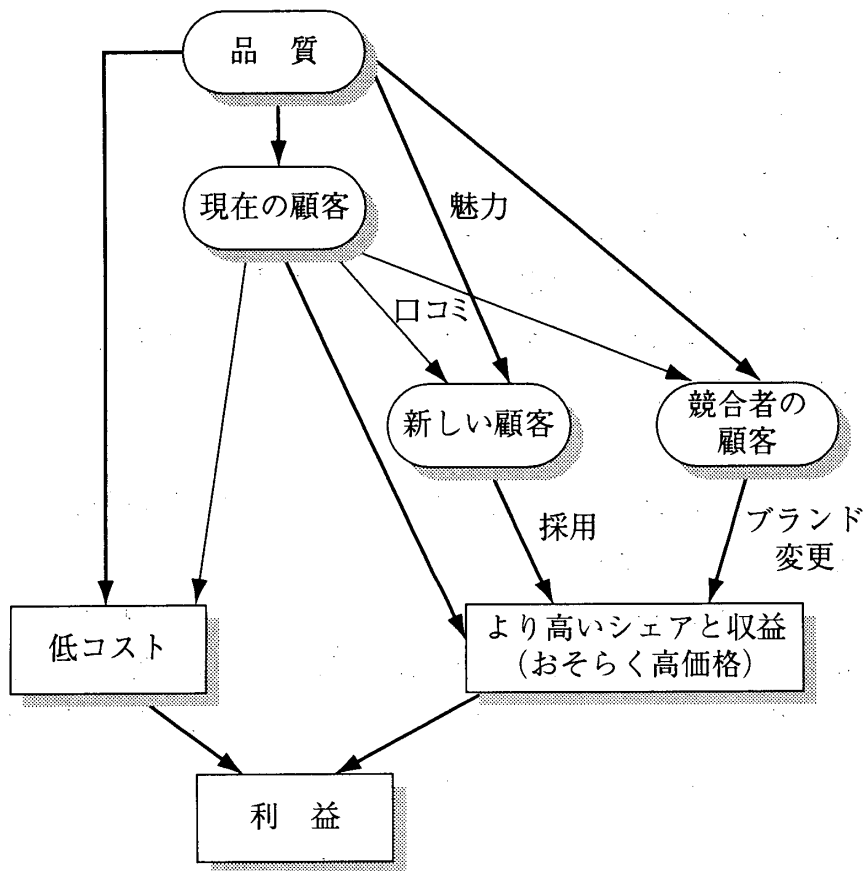 品　質
現在の顧客
魅力
口コミ
新しい顧客
競合者の
顧客
採用
ブランド
変更
低コスト
より高いシェアと収益
（おそらく高価格）
利　益